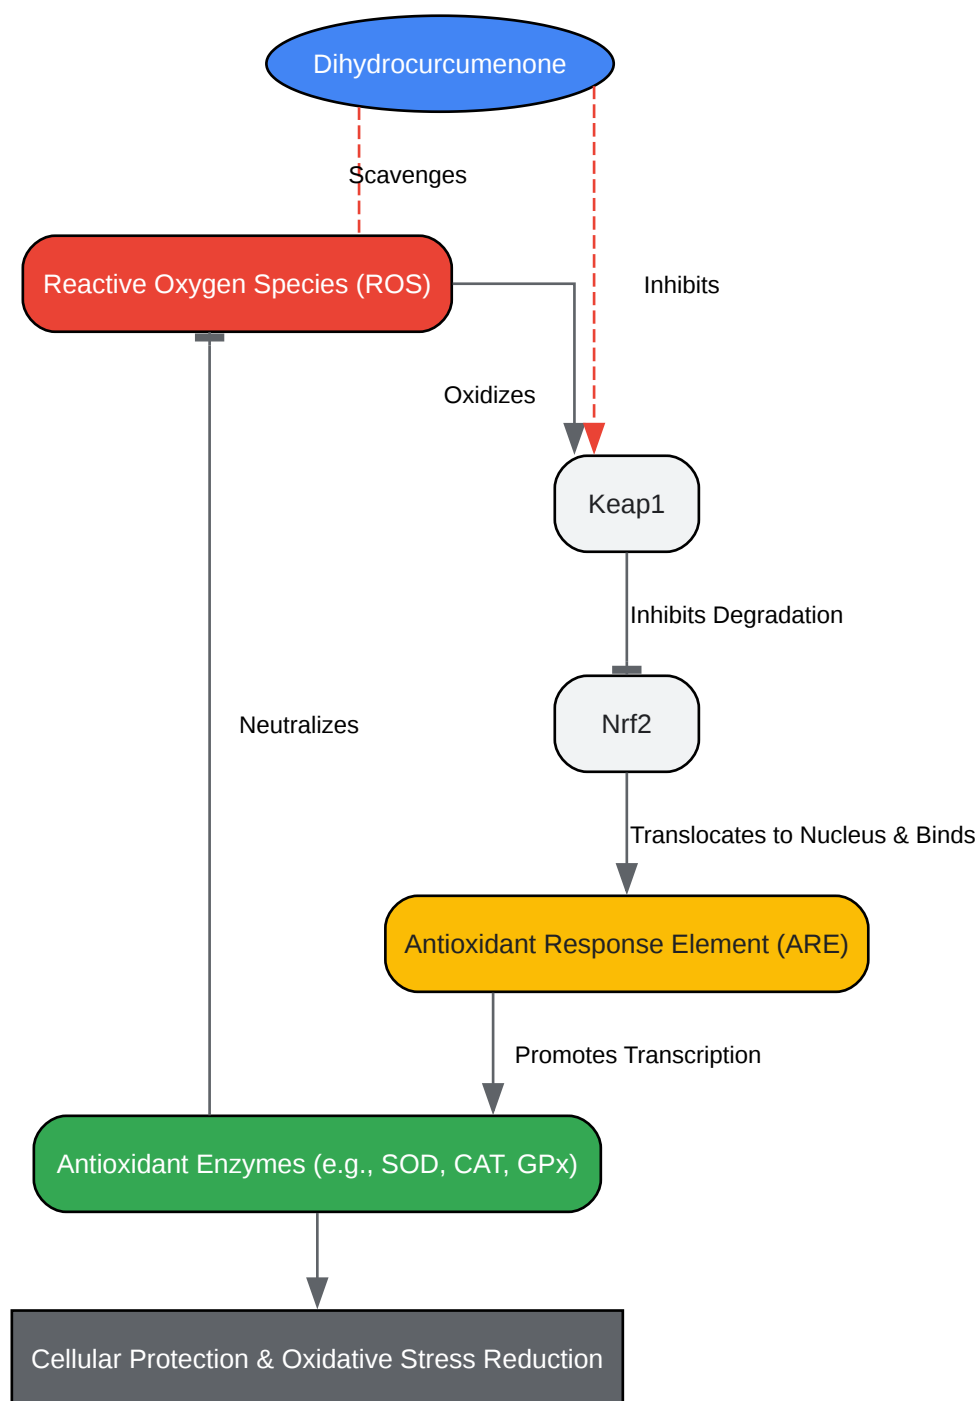 Dihydrocurcumenone
Scavenges
Reactive Oxygen Species (ROS)
Inhibits
Oxidizes
Keap1
Inhibits Degradation
Nrf2
Neutralizes
Translocates to Nucleus & Binds
Antioxidant Response Element (ARE)
Promotes Transcription
Antioxidant Enzymes (e.g., SOD, CAT, GPx)
Cellular Protection & Oxidative Stress Reduction